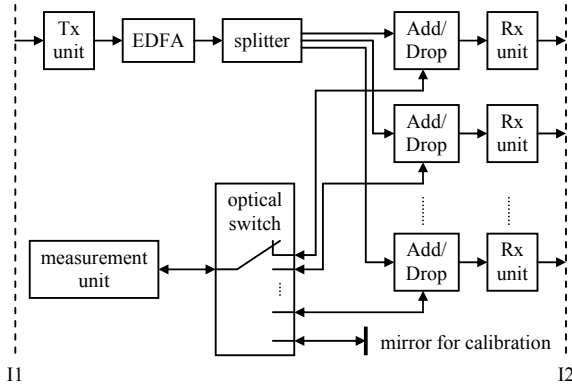 Tx
unit
EDFA
splitter
Add/
Drop
Rx
unit
Add/
Drop
Rx
unit
optical
switch
measurement
unit
Add/
Drop
Rx
unit
mirror for calibration
I1
I2